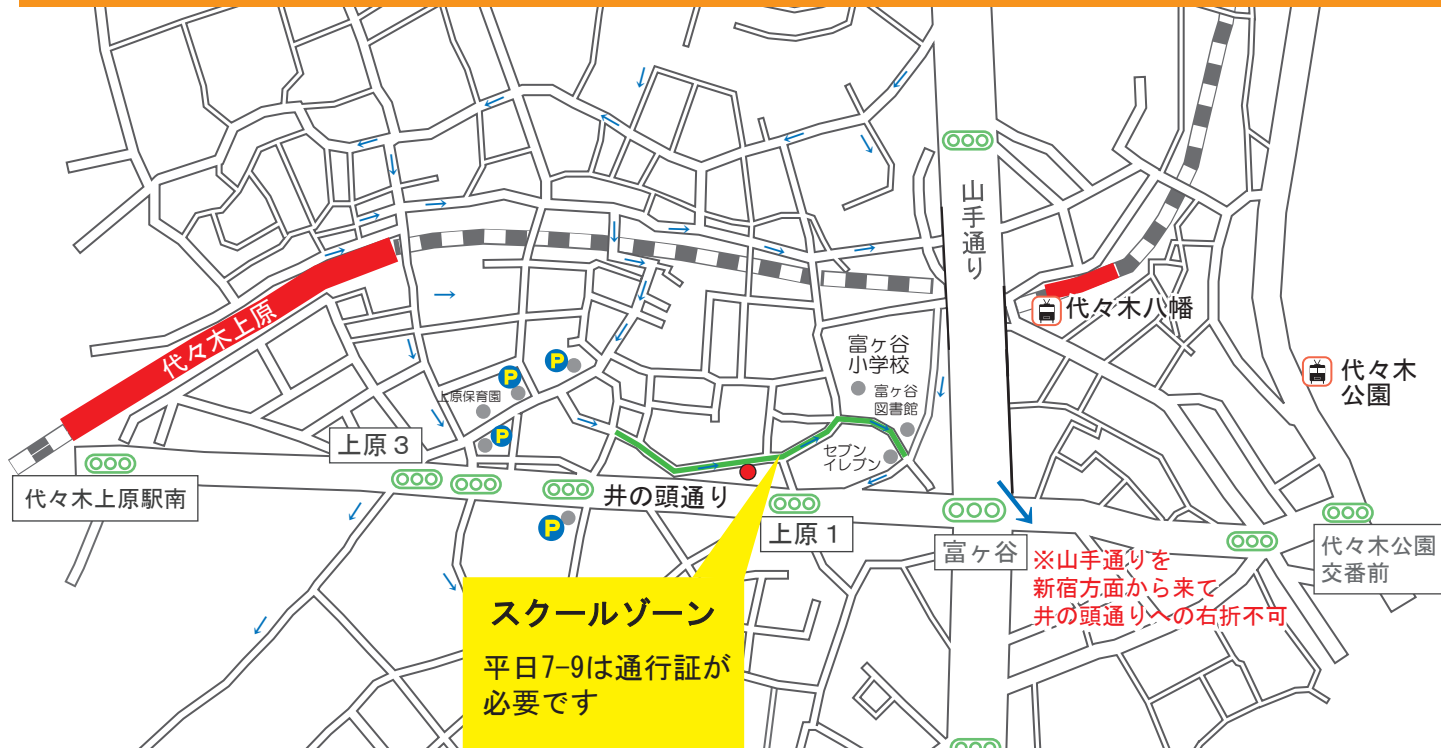 山手通り
代々木八幡
代々木上原
富ヶ谷
小学校
富ヶ谷
図書館
代々木
公園
P
P
上原保育園
P
上原3
セブン
イレブン
代々木上原駅南
井の頭通り
P
上原1
富ヶ谷
代々木公園
交番前
※山手通りを
新宿方面から来て
井の頭通りへの右折不可
スクールゾーン
平日7-9は通行証が
必要です